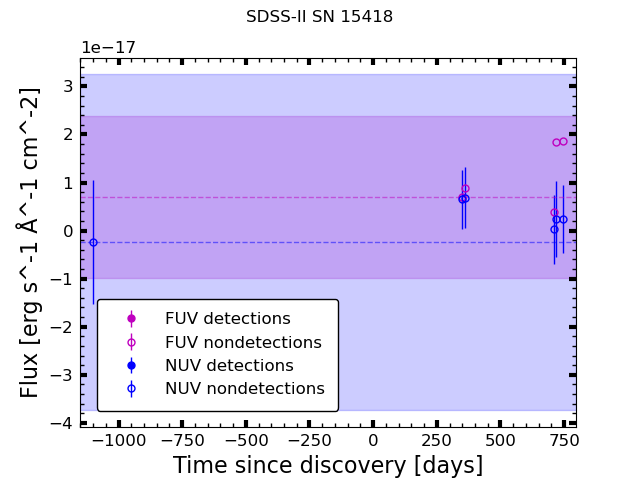 SDSS-II SN 15418
1e−17
3
2
1
0
−1
−2
−3
−4
Flux [erg s^-1 Å^-1 cm^-2]
FUV detections
FUV nondetections
NUV detections
NUV nondetections
−1000 −750 −500 −250 0 250 500 750
Time since discovery [days]